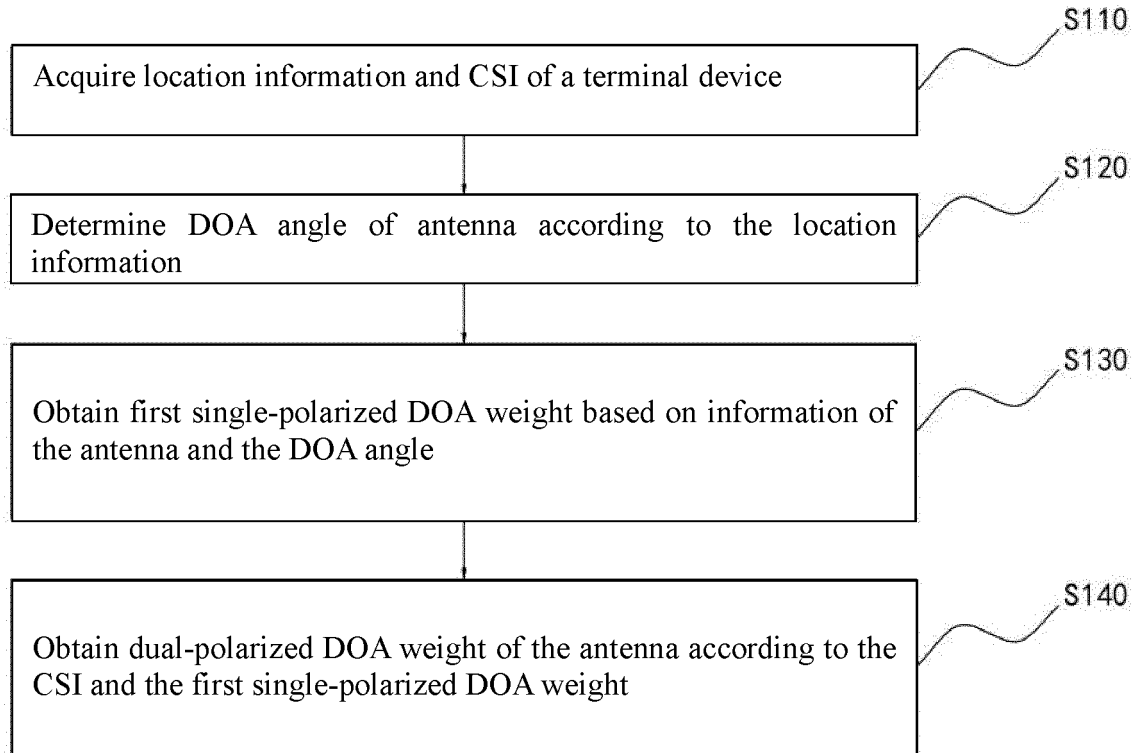 S110
Acquire location information and CSI of a terminal device
S120
Determine DOA angle of antenna according to the location
information
S130
Obtain first single-polarized DOA weight based on information of
the antenna and the DOA angle
S140
Obtain dual-polarized DOA weight of the antenna according to the
CSI and the first single-polarized DOA weight